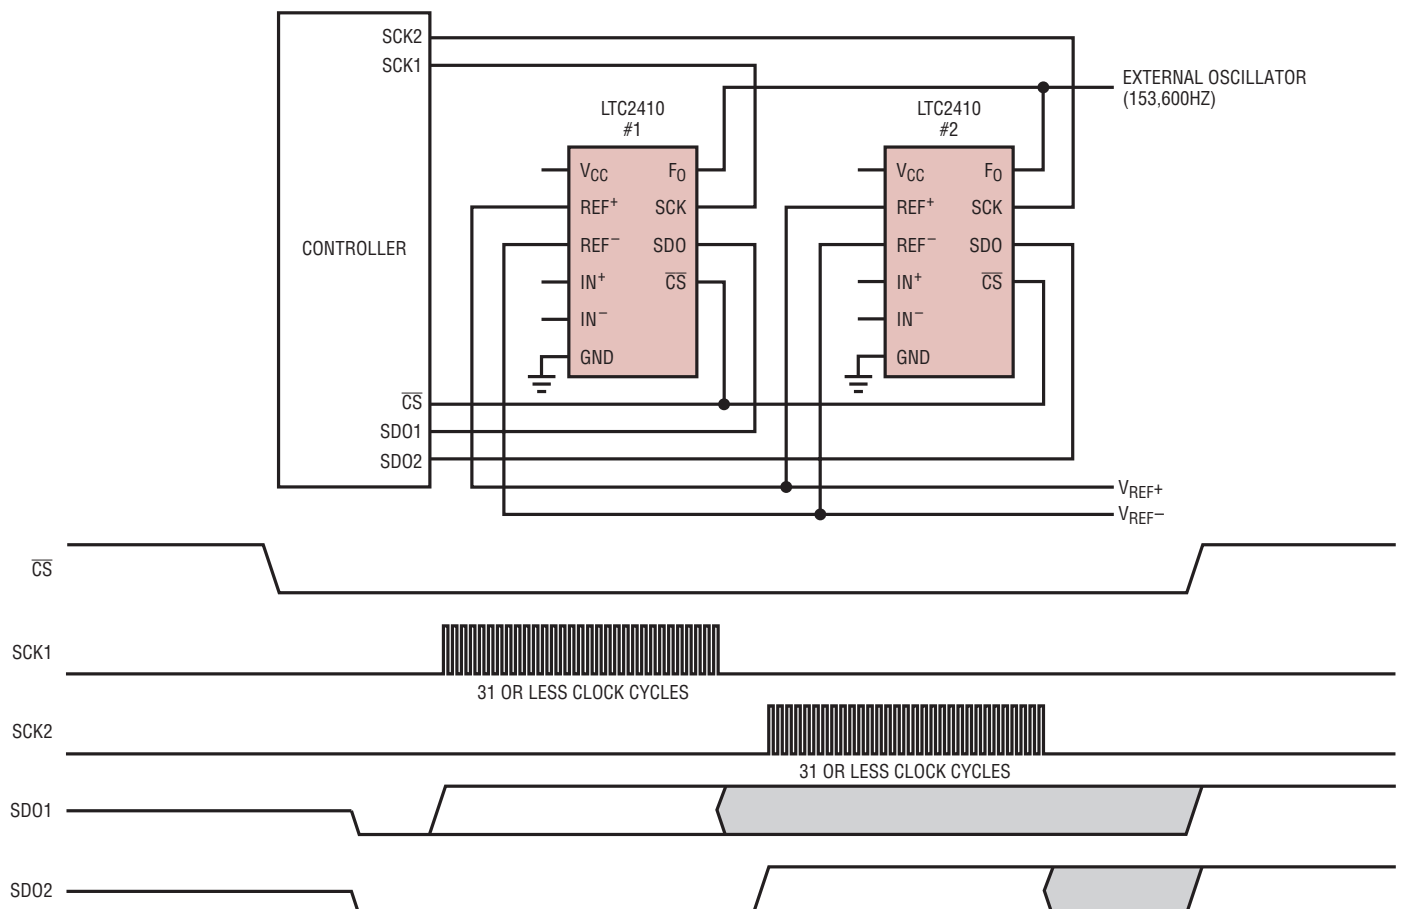 SCK2
SCK1
EXTERNAL OSCILLATOR
(153,600HZ)
LTC2410
#1
LTC2410
#2
VCC
FO
REF+
SCK
REF–
SDO
IN+
CS
IN–
GND
VCC
FO
REF+
SCK
REF–
SDO
IN+
CS
IN–
GND
CONTROLLER
CS
SDO1
SDO2
VREF+
VREF–
CS
SCK1
31 OR LESS CLOCK CYCLES
SCK2
31 OR LESS CLOCK CYCLES
SDO1
SDO2